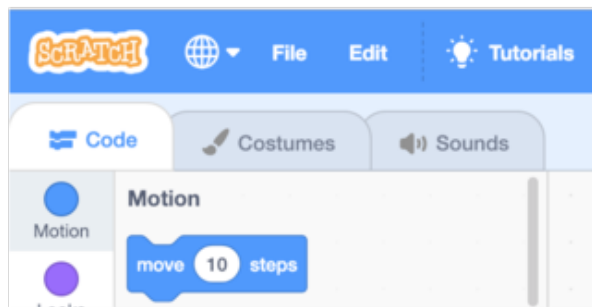 SCRATCH File Edit Tutorials
Code Costumes Sounds
Motion
Motion
move 10 steps